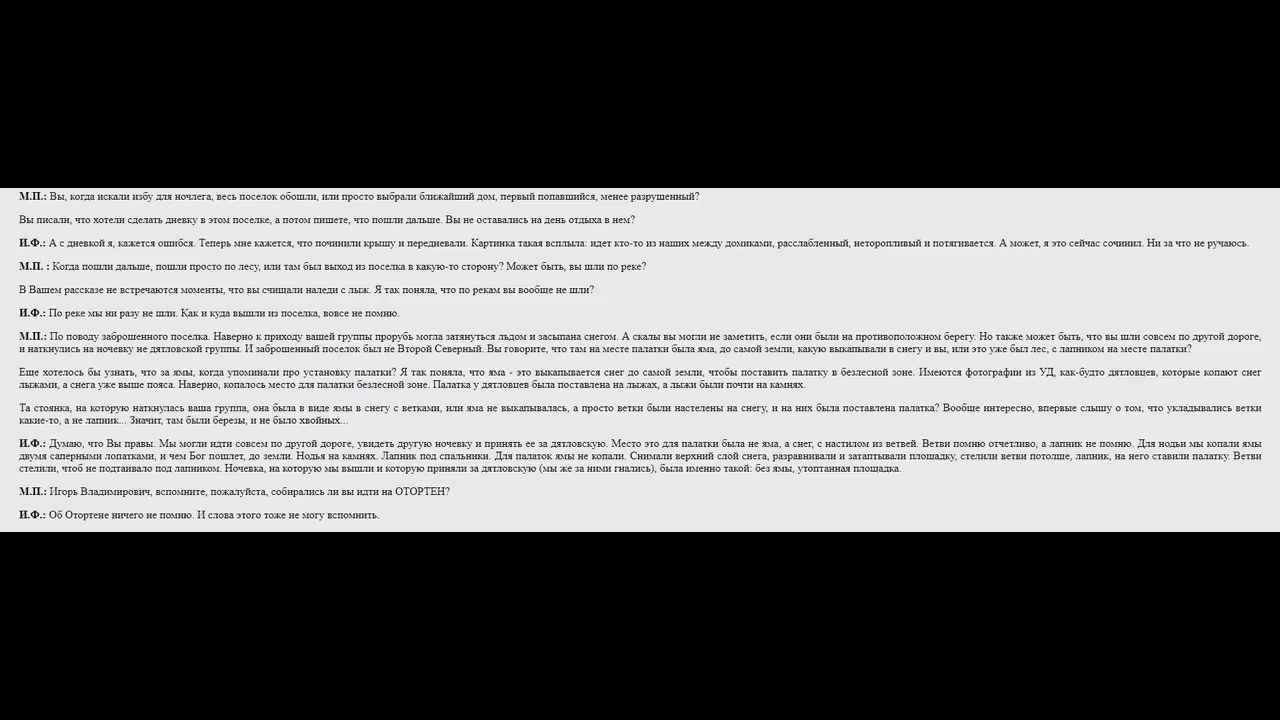 М.П.: Вы, когда искали избу для ночлега, весь поселок обошли, или просто выбрали ближайший дом, первый попавшийся, менее разрушенный?
Вы писали, что хотели сделать дневку в этом поселке, а потом пишете, что пошли дальше. Вы не оставались на день отдыха в нем?
И.Ф.: А с дневкой я, кажется ошибся. Теперь мне кажется, что починили крышу и передневали. Картинка такая всплыла: идет кто-то из наших между домиками, расслабленный, неторопливый и потягивается. А может, я это сейчас сочинил. Ни за что не ручаюсь.
М.П. : Когда пошли дальше, пошли просто по лесу, или там был выход из поселка в какую-то сторону? Может быть, вы шли по реке?
В Вашем рассказе не встречаются моменты, что вы счищали наледи с лыж. Я так поняла, что по рекам вы вообще не шли?
И.Ф.: По реке мы ни разу не шли. Как и куда вышли из поселка, вовсе не помню.
М.П.: По поводу заброшенного поселка. Наверно к приходу вашей группы прорубь могла затянуться льдом и засыпана снегом. А скалы вы могли не заметить, если они были на противоположном берегу. Но также может быть, что вы шли совсем по другой дороге,
и наткнулись на ночевку не дятловской группы. И заброшенный поселок был не Второй Северный. Вы говорите, что там на месте палатки была яма, до самой земли, какую выкапывали в снегу и вы, или это уже был лес, с лапником на месте палатки?
Еще хотелось бы узнать, что за ямы, когда упоминали про установку палатки? Я так поняла, что яма - это выкапывается снег до самой земли, чтобы поставить палатку в безлесной зоне. Имеются фотографии из УД, как-будто дятловцев, которые копают снег
лыжами, а снега уже выше пояса. Наверно, копалось место для палатки безлесной зоне. Палатка у дятловцев была поставлена на лыжах, а лыжи были почти на камнях.
Та стоянка, на которую наткнулась ваша группа, она была в виде ямы в снегу с ветками, или яма не выкапывалась, а просто ветки были настелены на снегу, и на них была поставлена палатка? Вообще интересно, впервые слышу о том, что укладывались ветки
какие-то, а не лапник... Значит, там были березы, и не было хвойных...
И.Ф.: Думаю, что Вы правы. Мы могли идти совсем по другой дороге, увидеть другую ночевку и принять ее за дятловскую. Место это для палатки была не яма, а снег, с настилом из ветвей. Ветви помню отчетливо, а лапник не помню. Для нодьи мы копали ямы
двумя саперными лопатками, и чем Бог пошлет, до земли. Нодья на камнях. Лапник под спальники. Для палаток ямы не копали. Снимали верхний слой снега, разравнивали и затаптывали площадку, стелили ветви потолще, лапник, на него ставили палатку. Ветви
стелили, чтоб не подтаивало под лапником. Ночевка, на которую мы вышли и которую приняли за дятловскую (мы же за ними гнались), была именно такой: без ямы, утоптанная площадка.
М.П.: Игорь Владимирович, вспомните, пожалуйста, собирались ли вы идти на ОТОРТЕН?
И.Ф.: Об Отортене ничего не помню. И слова этого тоже не могу вспомнить.